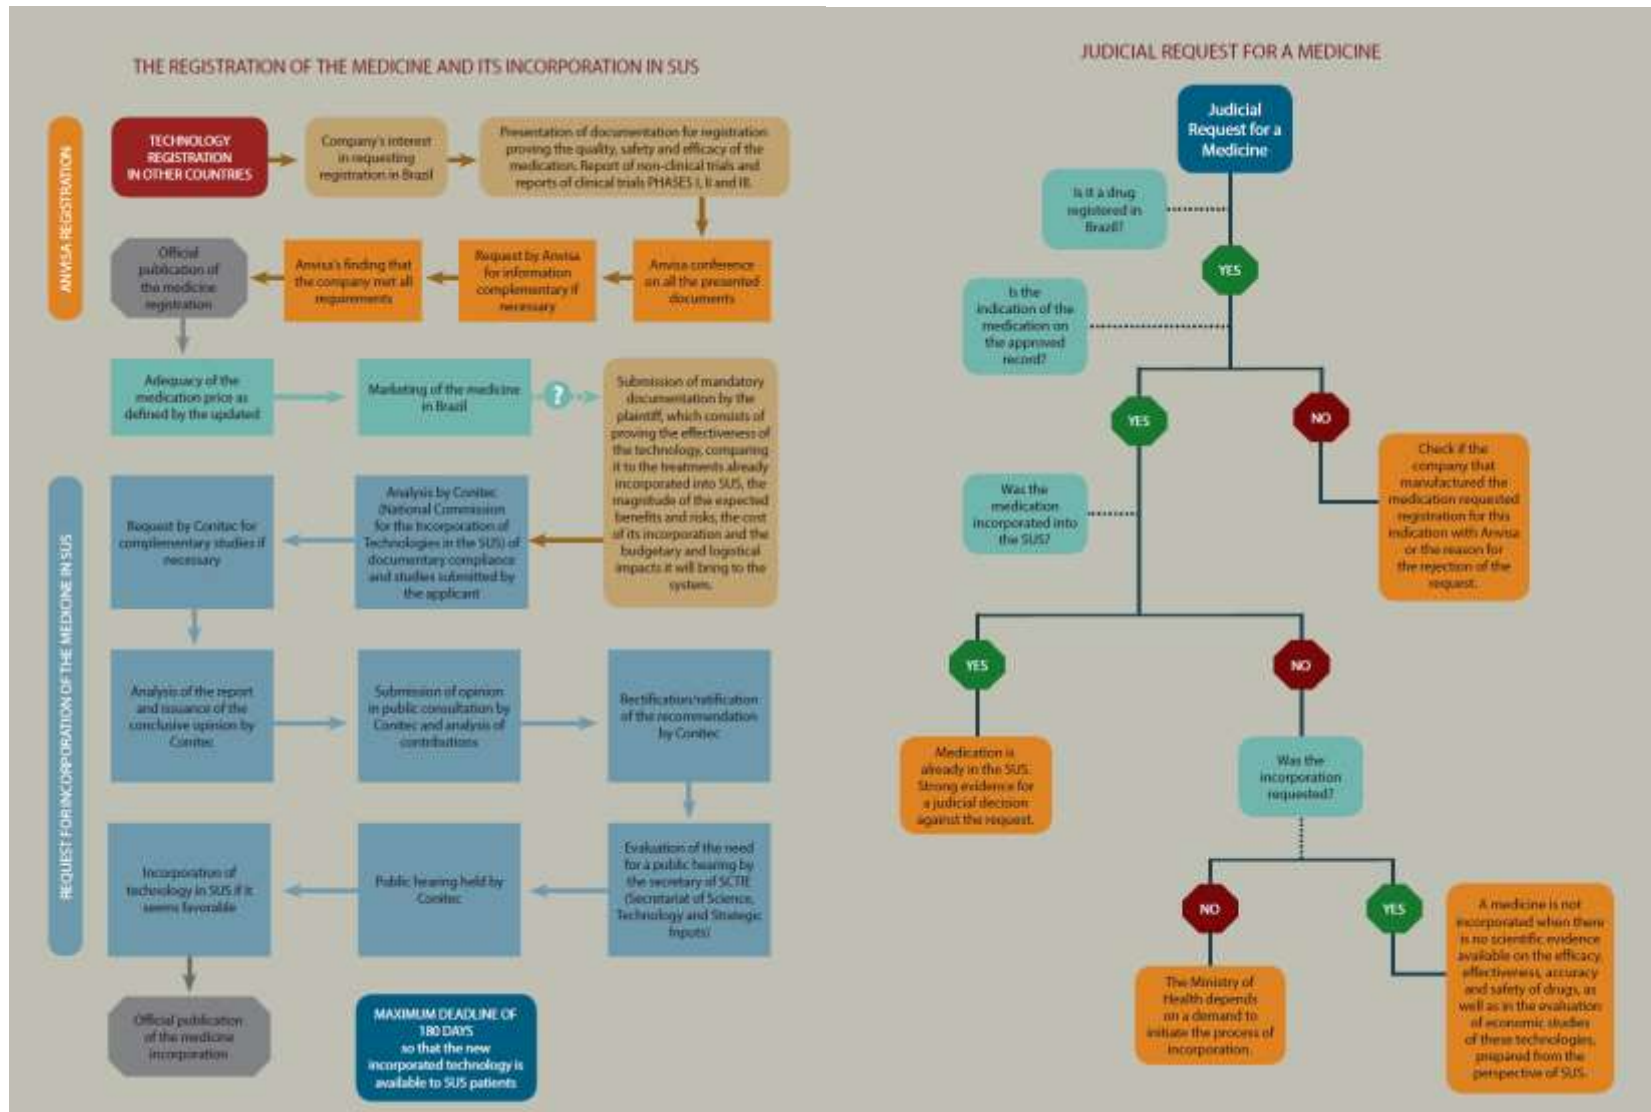 THE REGISTRATION OF THE MEDICINE AND ITS INCORPORATION IN SUS
ANVISA REGISTRATION
TECHNOLOGY
REGISTRATION
IN OTHER COUNTRIES
Company's interest
in requesting
registration in Brazil
Presentation of documentation for registration
proving the quality, safety and efficacy of the
medication. Report of non-clinical trials and
reports of clinical trials PHASES I, II and III.
Official
publication of
the medicine
registration
Anvisa's finding that
the company met all
requirements
Request by Anvisa
for information
complementary if
necessary
Anvisa conference
on all the presented
documents
Adequacy of the
medication price as
defined by the updated
Marketing of the medicine
in Brazil
?
Submission of mandatory
documentation by the
plaintiff, which consists of
proving the effectiveness of
the technology, comparing
it to the treatments already
incorporated into SUS, the
magnitude of the expected
benefits and risks, the cost
of its incorporation and the
budgetary and logistical
impacts it will bring to the
system.
REQUEST FOR INCORPORATION OF THE MEDICINE IN SUS
Request by Conitec for
complementary studies if
necessary
Analysis by Conitec
(National Commission
for the Incorporation of
Technologies in the SUS) of
documentary compliance
and studies submitted by
the applicant
Analysis of the report
and issuance of the
conclusive opinion by
Conitec
Submission of opinion
in public consultation by
Conitec and analysis of
contributions
Rectification/ratification
of the recommendation
by Conitec
Incorporation of
technology in SUS if it
seems favorable
Public hearing held by
Conitec
Evaluation of the need
for a public hearing by
the secretary of SCTIE
(Secretariat of Science,
Technology and Strategic
Inputs)
Official publication
of the medicine
incorporation
MAXIMUM DEADLINE OF
180 DAYS
so that the new
incorporated technology is
available to SUS patients
JUDICIAL REQUEST FOR A MEDICINE
Judicial
Request for a
Medicine
Is it a drug
registered in
Brazil?
YES
Is the
indication of the
medication on
the approved
record?
YES
NO
Check if the
company that
manufactured the
medication requested
registration for this
indication with Anvisa
or the reason for
the rejection of the
request.
Was the
medication
incorporated into
the SUS?
YES
NO
Medication is
already in the SUS.
Strong evidence for
a judicial decision
against the request.
Was the
incorporation
requested?
NO
YES
The Ministry of
Health depends
on a demand to
initiate the process of
incorporation.
A medicine is not
incorporated when there
is no scientific evidence
available on the efficacy,
effectiveness, accuracy
and safety of drugs, as
well as in the evaluation
of economic studies
of these technologies,
prepared from the
perspective of SUS.